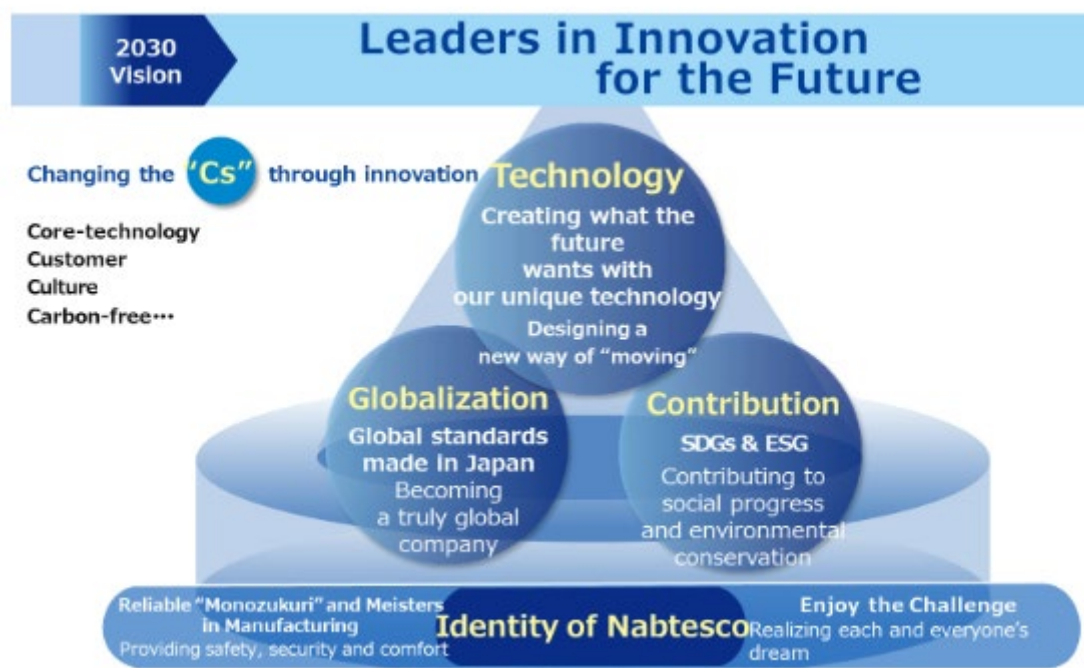 2030
Vision
Leaders in Innovation
for the Future
Changing the 'Cs" through innovation
Core-technology
Customer
Culture
Carbon-free…
Technology
Creating what the
future
wants with
our unique technology
Designing a
new way of "moving"
Globalization
Global standards
made in Japan
Becoming
a truly global
company
Contribution
SDGs & ESG
Contributing to
social progress
and environmental
conservation
Reliable "Monozukuri" and Meisters
in Manufacturing
Providing safety, security and comfort
Identity of Nabtesco
Enjoy the Challenge
Realizing each and everyone's
dream